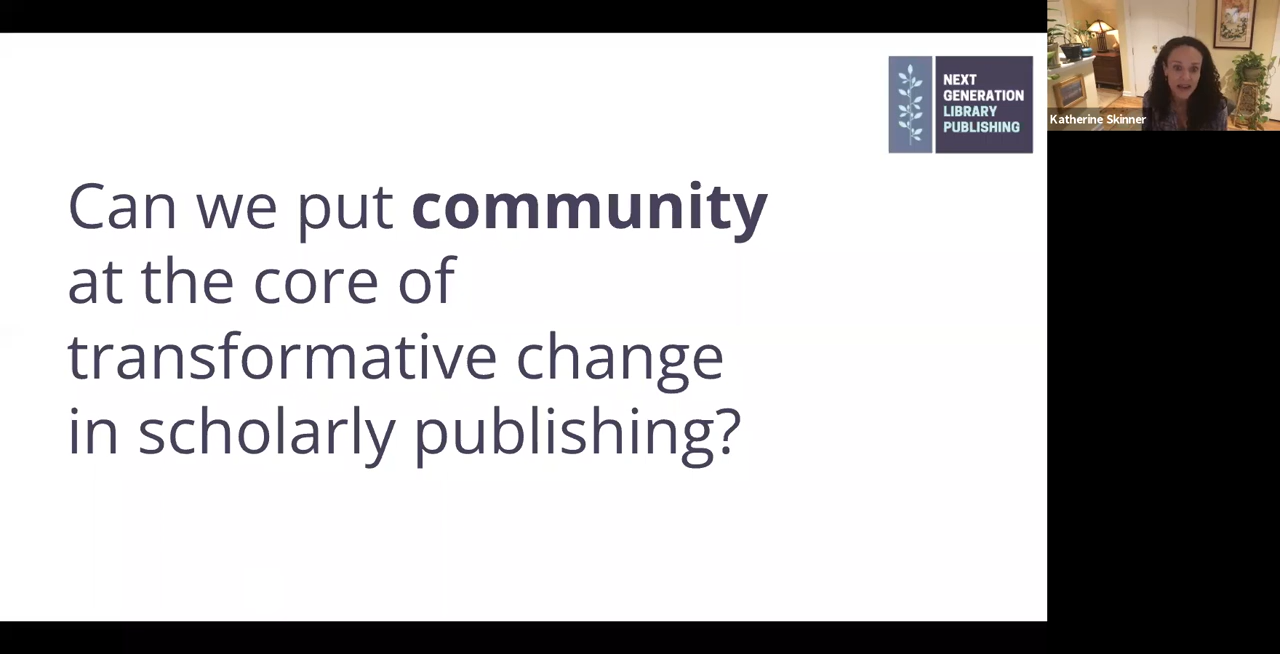 NEXT
GENERATION
LIBRARY
PUBLISHING
Katherine Skinner
Can we put community
at the core of
transformative change
in scholarly publishing?